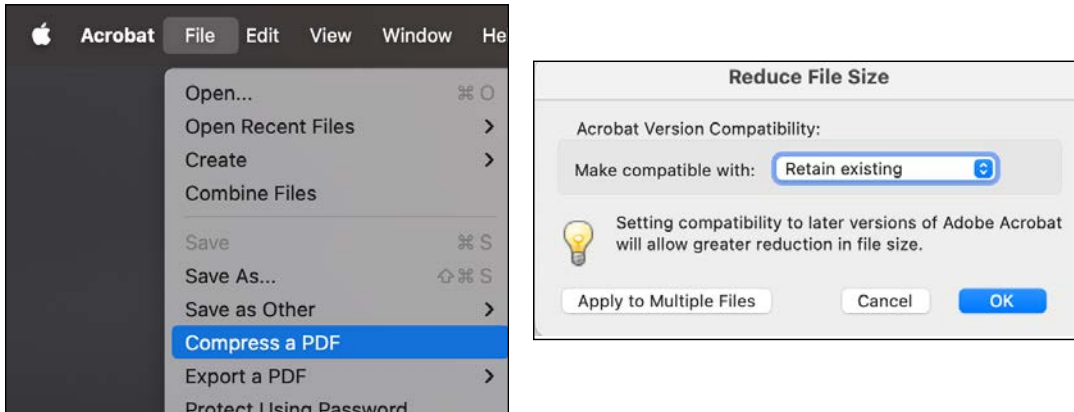 Acrobat File Edit View Window He
Open... ⌘ O
Open Recent Files >
Create >
Combine Files
Save ⌘ S
Save As... ⇧⌘ S
Save as Other >
Compress a PDF
Export a PDF >
Protect Using Password
Reduce File Size
Acrobat Version Compatibility:
Make compatible with: Retain existing
Setting compatibility to later versions of Adobe Acrobat
will allow greater reduction in file size.
Apply to Multiple Files Cancel OK